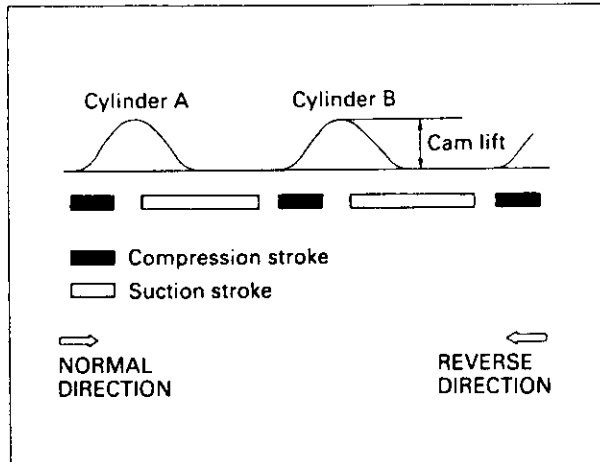 Cylinder A
Cylinder B
Cam lift
Compression stroke
Suction stroke
NORMAL
DIRECTION
REVERSE
DIRECTION